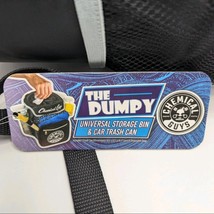 THE
DUMPY
UNIVERSAL STORAGE BIN
& CAR TRASH CAN
CHEMICAL
GUYS